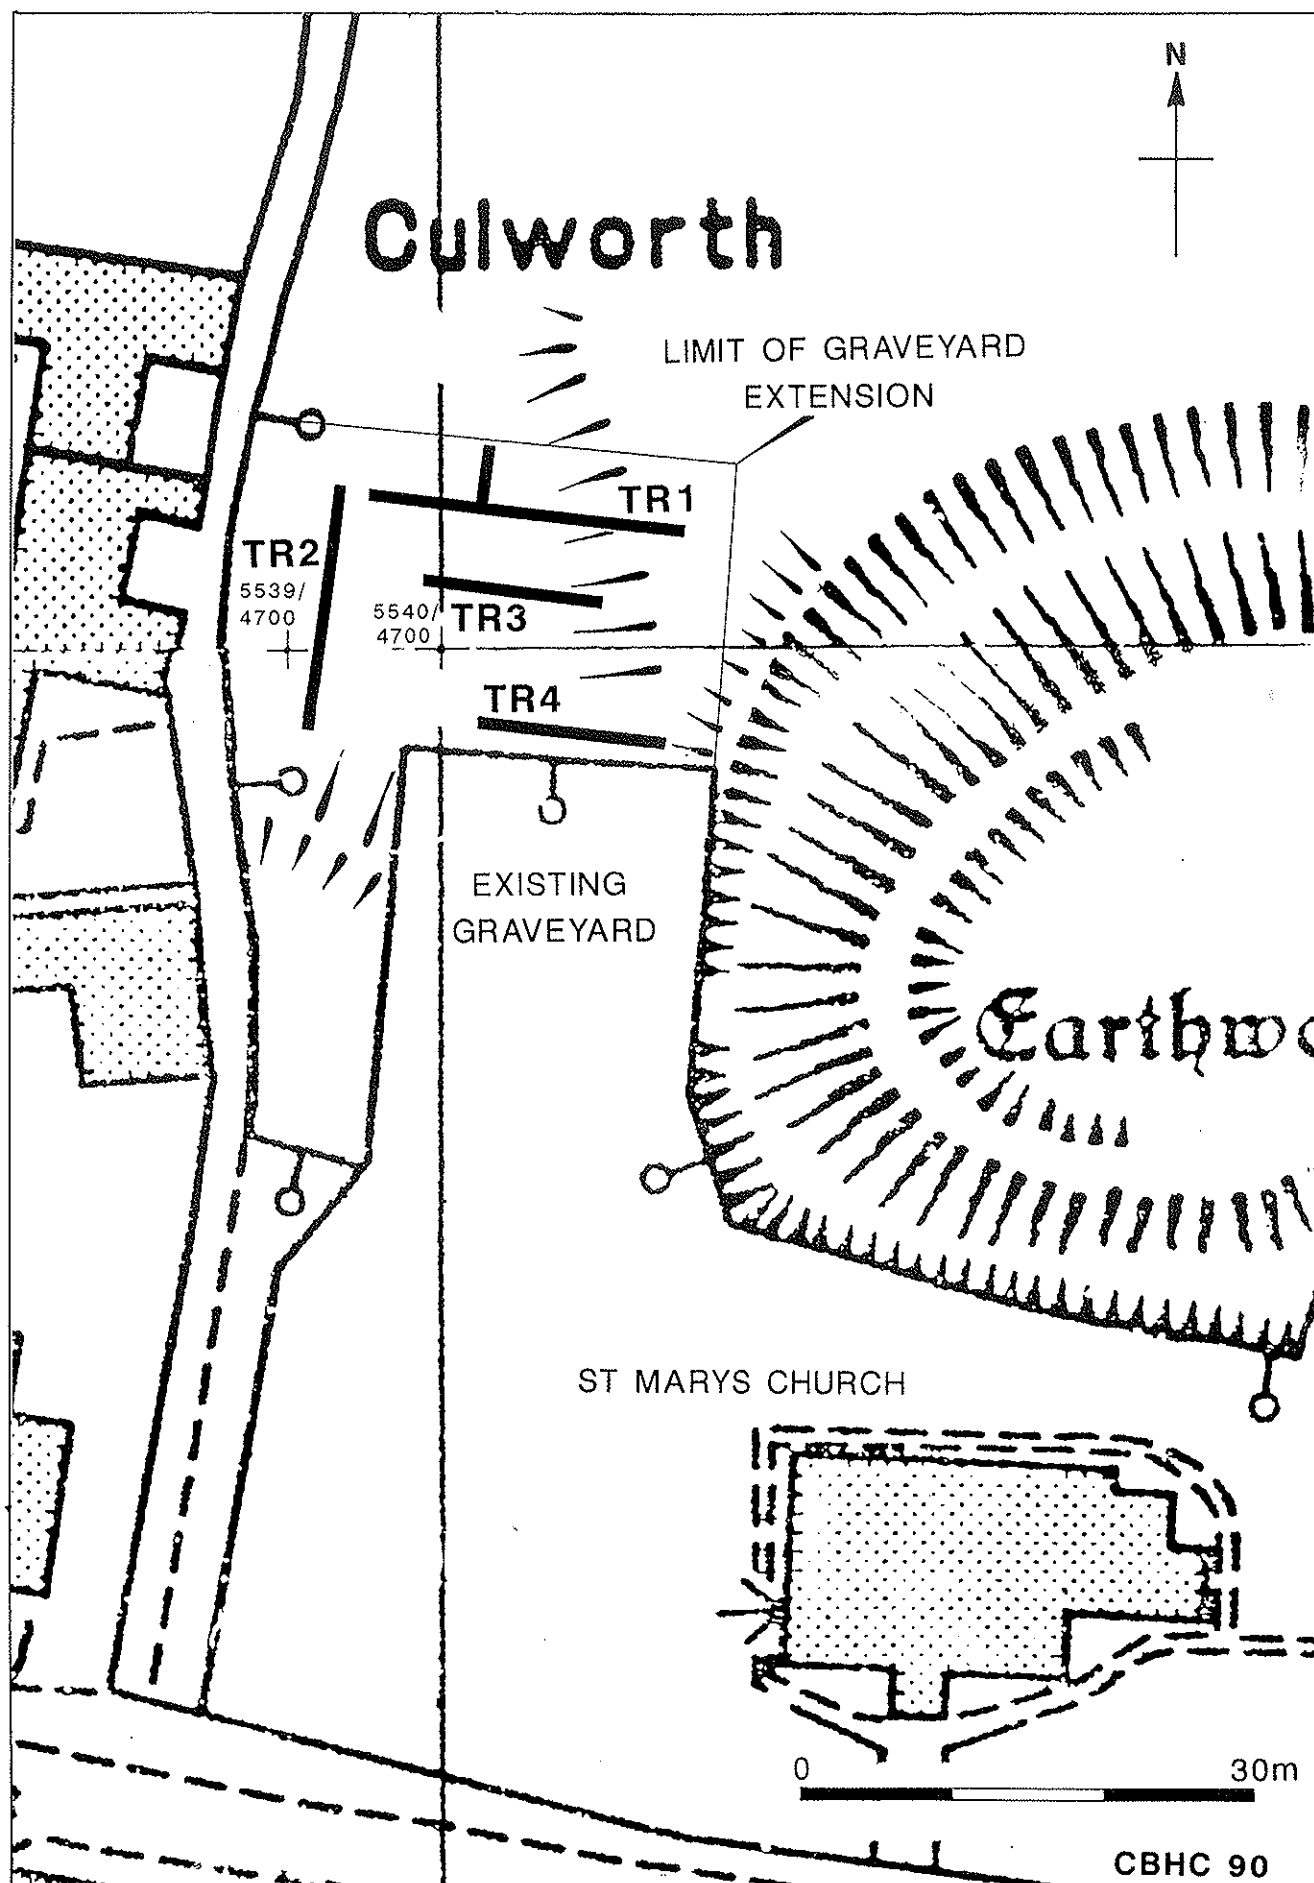 N
Culworth
LIMIT OF GRAVEYARD
EXTENSION
TR1
TR2
5539/
4700
5540/
4700
TR3
TR4
EXISTING
GRAVEYARD
Earthwo
ST MARYS CHURCH
0 30m
CBHC 90